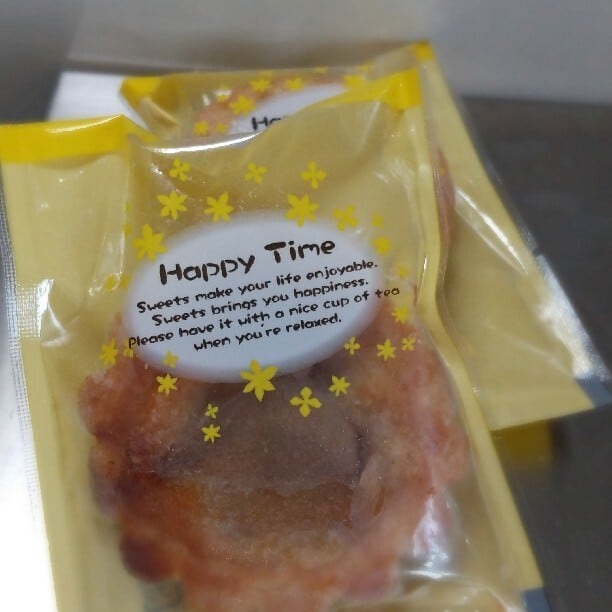 Ha
Happy Time
Sweets make your life enjoyable.
Sweets brings you happiness.
Please have it with a nice cup of tea
when you're relaxed.